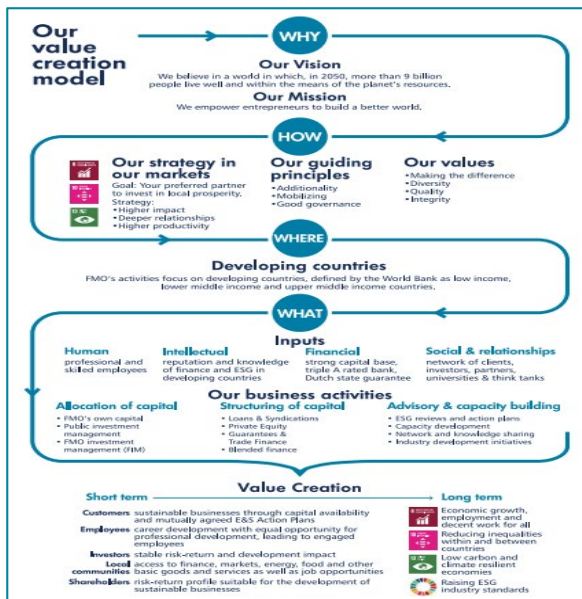 Our
value
creation
model
WHY
Our Vision
We believe in a world in which, in 2050, more than 9 billion
people live well and within the means of the planet's resources.
Our Mission
We empower entrepreneurs to build a better world.
HOW
Our strategy in
our markets
Goal: Your preferred partner
to invest in local prosperity.
Strategy:
•Higher impact
•Deeper relationships
•Higher productivity
Our guiding
principles
•Additionality
•Mobilizing
•Good governance
Our values
•Making the difference
•Diversity
•Quality
•Integrity
WHERE
Developing countries
FMO's activities focus on developing countries, defined by the World Bank as low income,
lower middle income and upper middle income countries.
WHAT
Inputs
Human
professional and
skilled employees
Intellectual
reputation and knowledge
of finance and ESG in
developing countries
Financial
strong capital base,
triple A rated bank,
Dutch state guarantee
Social & relationships
network of clients,
investors, partners,
universities & think tanks
Our business activities
Allocation of capital
• FMO's own capital
• Public investment
management
• FMO investment
management (FIM)
Structuring of capital
• Loans & Syndications
• Private Equity
• Guarantees &
Trade Finance
• Blended finance
Advisory & capacity building
• ESG reviews and action plans
• Capacity development
• Network and knowledge sharing
• Industry development initiatives
Value Creation
Short term
Long term
Customers sustainable businesses through capital availability
and mutually agreed E&S Action Plans
Employees career development with equal opportunity for
professional development, leading to engaged
employees
Investors stable risk-return and development impact
Local access to finance, markets, energy, food and other
communities basic goods and services as well as job opportunities
Shareholders risk-return profile suitable for the development of
sustainable businesses
Economic growth,
employment and
decent work for all
Reducing inequalities
within and between
countries
Low carbon and
climate resilient
economies
Raising ESG
industry standards